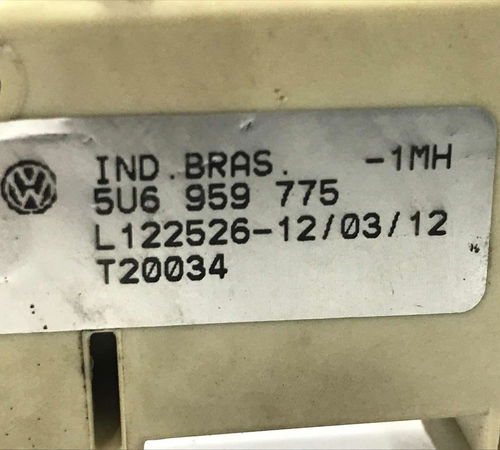 IND.BRAS. -1MH
5U6 959 775
L122526-12/03/12
T20034